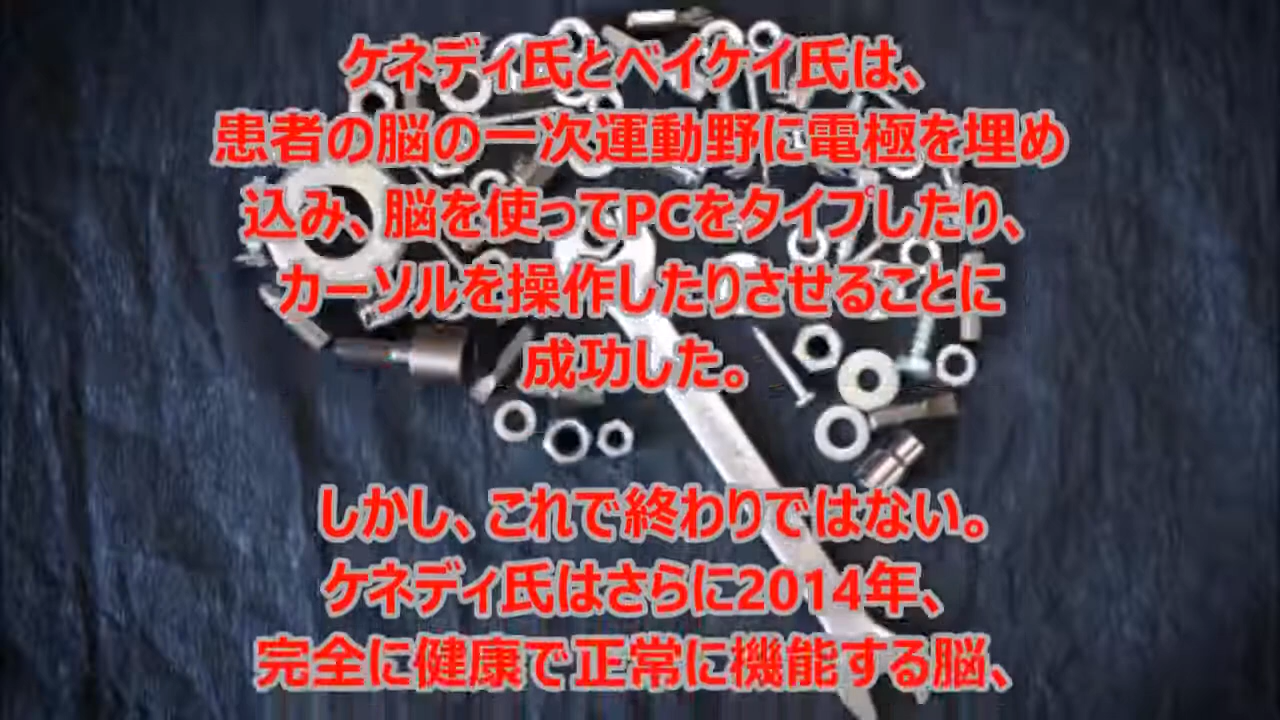 ケネディ氏とベイケイ氏は、
患者の脳の一次運動野に電極を埋め
込み、脳を使ってPCをタイプしたり、
カーソルを操作したりさせることに
成功した。
しかし、これで終わりではない。
ケネディ氏はさらに2014年、
完全に健康で正常に機能する脳、